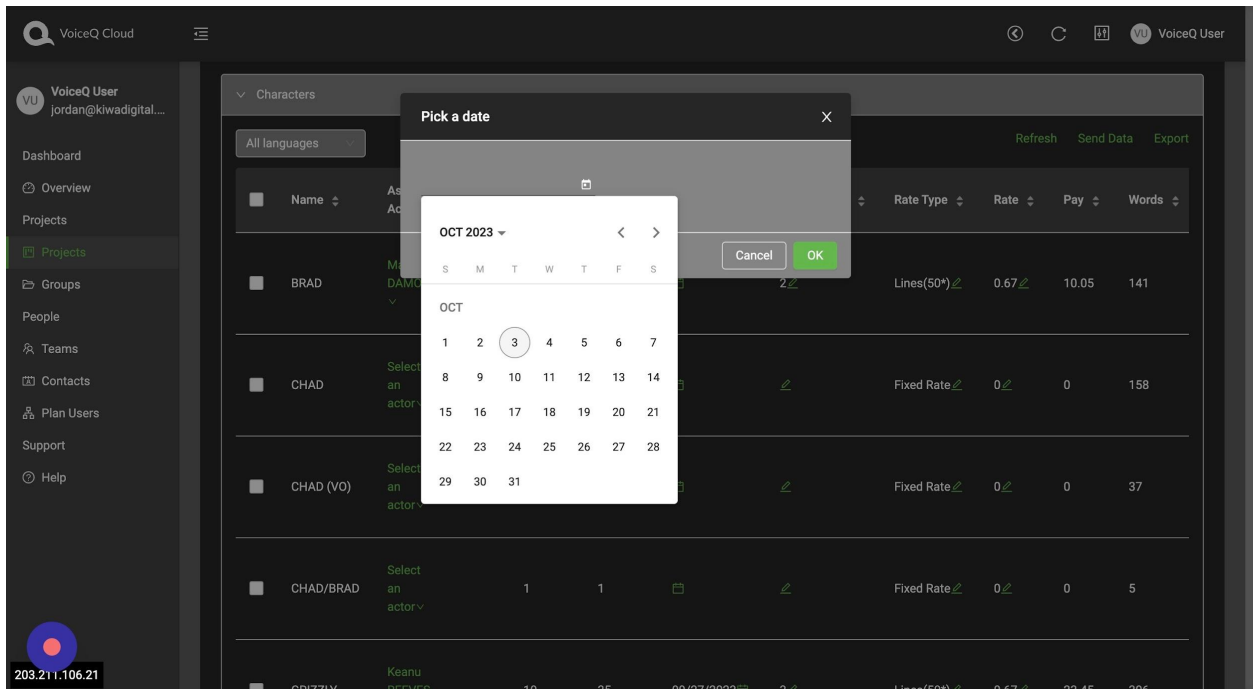 VoiceQ Cloud
VU VoiceQ User
VU
VoiceQ User
jordan@kiwadigital....
Dashboard
Overview
Projects
Projects
Groups
People
Teams
Contacts
Plan Users
Support
Help
203.211.106.21
Characters
All languages
Refresh Send Data Export
Pick a date X
Cancel OK
OCT 2023
S M T W T F S
OCT
1 2 3 4 5 6 7
8 9 10 11 12 13 14
15 16 17 18 19 20 21
22 23 24 25 26 27 28
29 30 31
Name Rate Type Rate Pay Words
BRAD 2 Lines(50*) 0.67 10.05 141
CHAD Select
an
actor Fixed Rate 0 0 158
CHAD (VO) Select
an
actor Fixed Rate 0 0 37
CHAD/BRAD Select
an
actor 1 1 Fixed Rate 0 0 5
Keanu